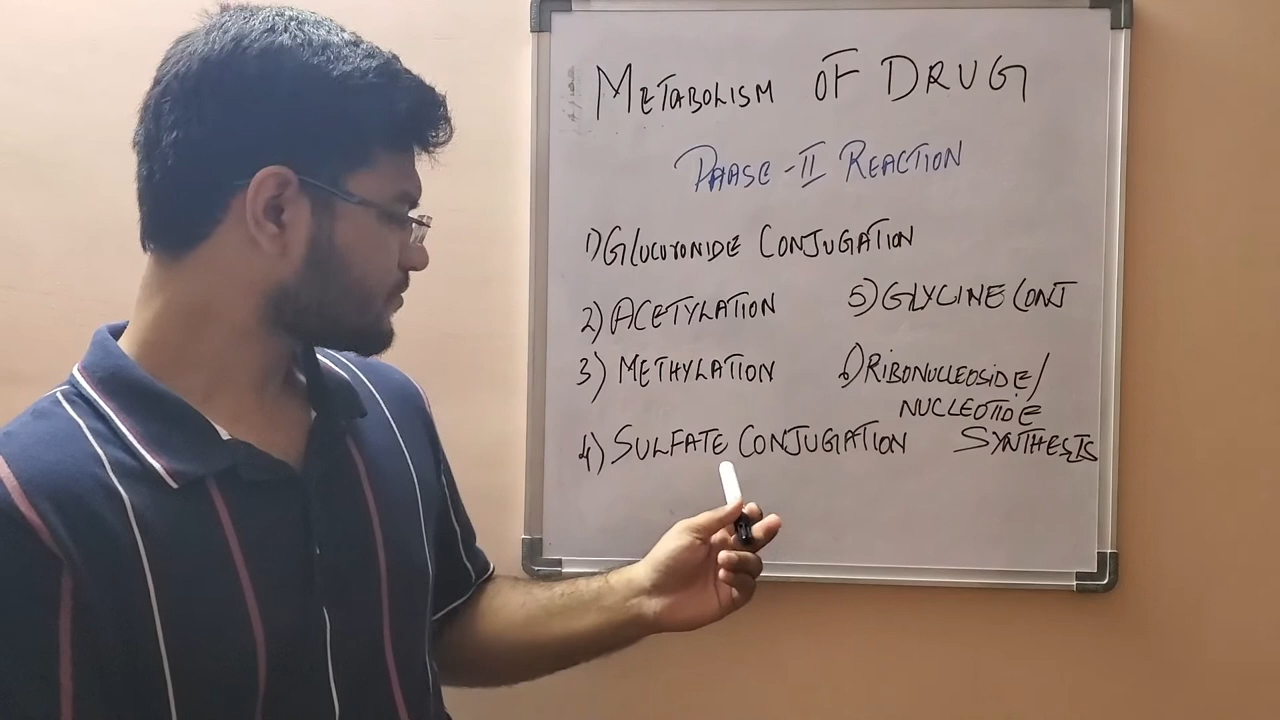 METABOLISM OF DRUG
PHASE-II REACTION
1) GLUCURONIDE CONJUGATION
2) ACETYLATION
3) METHYLATION
4) SULFATE CONJUGATION
5) GLYCINE CONJ
6) RIBONUCLEOSIDE/
NUCLEOTIDE
SYNTHESIS